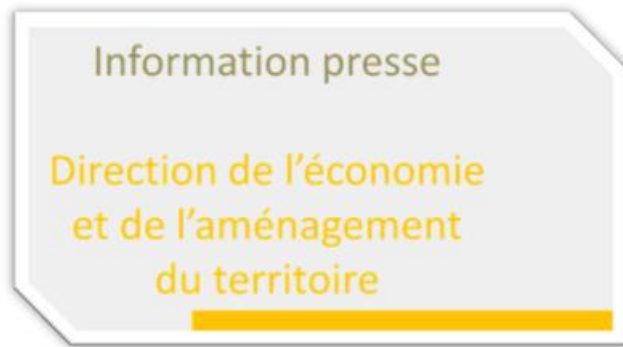 Information presse
Direction de l’économie
et de l’aménagement
du territoire